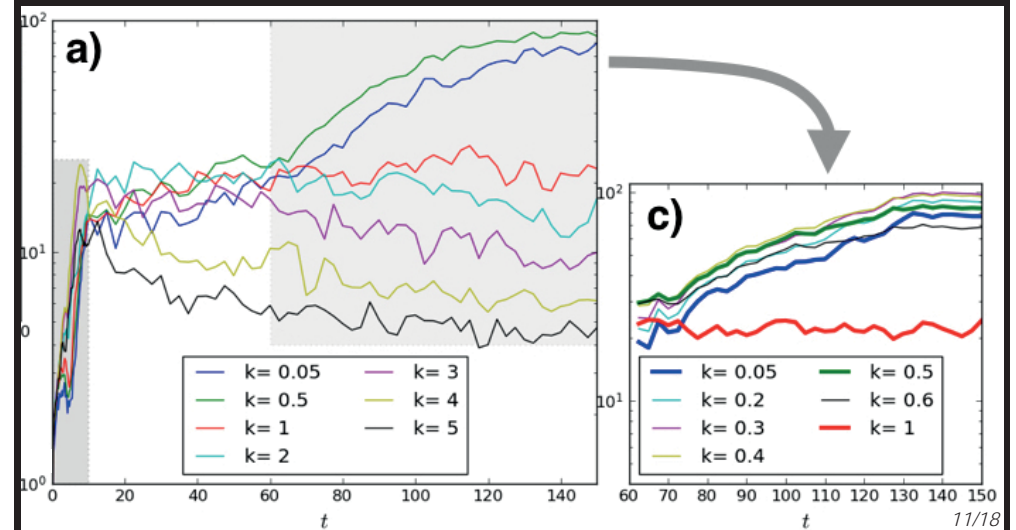 a)
10²
10¹
0
10⁰
0 20 40 60 80 100 120 140
t
k= 0.05
k= 0.5
k= 1
k= 2
k= 3
k= 4
k= 5
c)
10²
10¹
60 70 80 90 100 110 120 130 140 150
t
k= 0.05
k= 0.2
k= 0.3
k= 0.4
k= 0.5
k= 0.6
k= 1
11/18